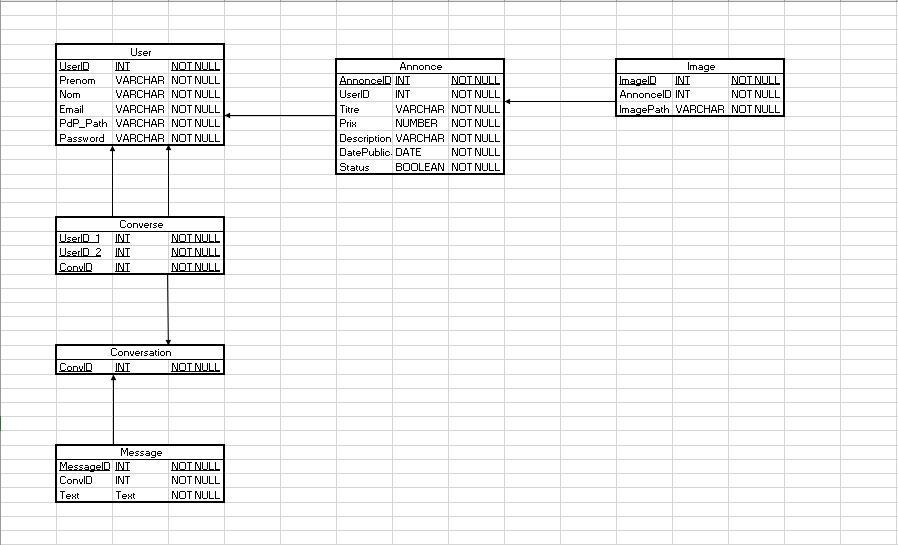 User
UserID INT NOT NULL
Prenom VARCHAR NOT NULL
Nom VARCHAR NOT NULL
Email VARCHAR NOT NULL
PdP_Path VARCHAR NOT NULL
Password VARCHAR NOT NULL
Annonce
AnnonceID INT NOT NULL
UserID INT NOT NULL
Titre VARCHAR NOT NULL
Prix NUMBER NOT NULL
Description VARCHAR NOT NULL
DatePublic DATE NOT NULL
Status BOOLEAN NOT NULL
Image
ImageID INT NOT NULL
AnnonceID INT NOT NULL
ImagePath VARCHAR NOT NULL
Converse
UserID_1 INT NOT NULL
UserID_2 INT NOT NULL
ConvID INT NOT NULL
Conversation
ConvID INT NOT NULL
Message
MessageID INT NOT NULL
ConvID INT NOT NULL
Text Text NOT NULL